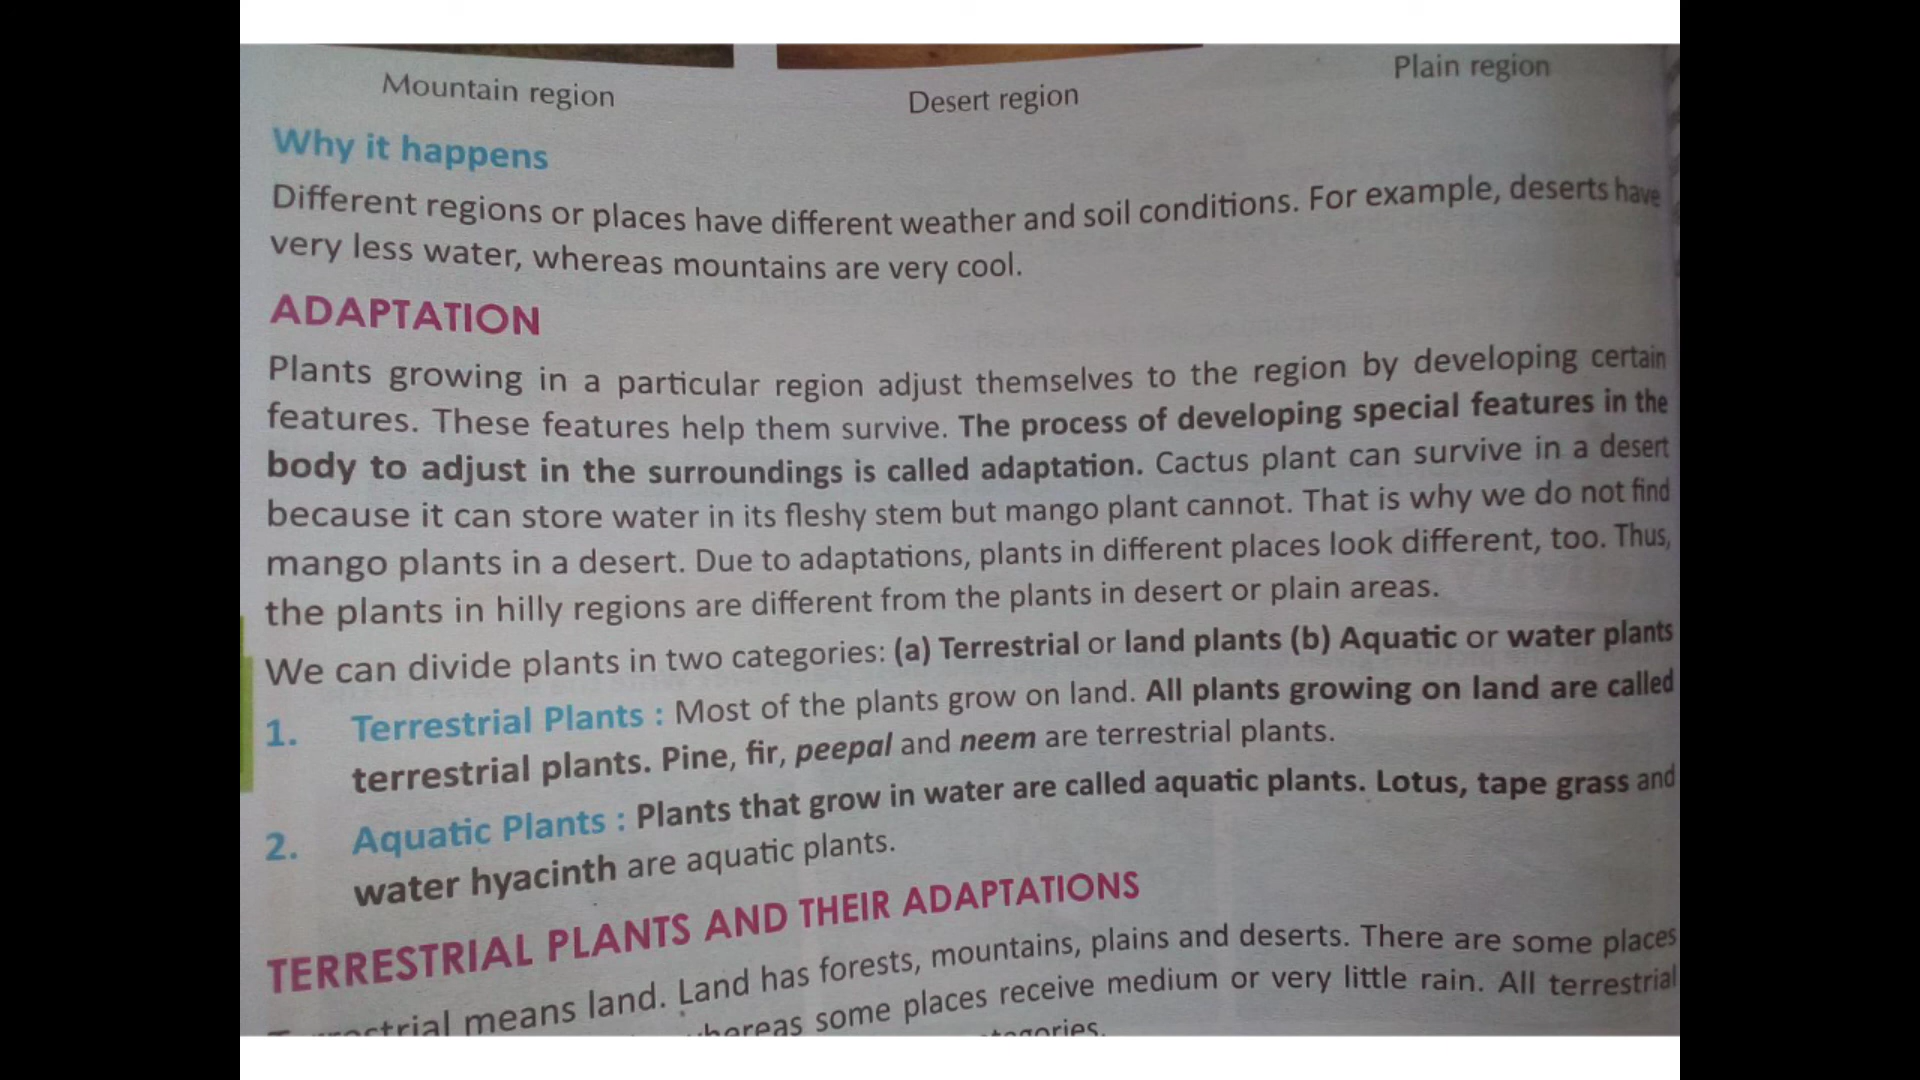 Mountain region
Desert region
Plain region
Why it happens
Different regions or places have different weather and soil conditions. For example, deserts have
very less water, whereas mountains are very cool.
ADAPTATION
Plants growing in a particular region adjust themselves to the region by developing certain
features. These features help them survive. The process of developing special features in the
body to adjust in the surroundings is called adaptation. Cactus plant can survive in a desert
because it can store water in its fleshy stem but mango plant cannot. That is why we do not find
mango plants in a desert. Due to adaptations, plants in different places look different, too. Thus,
the plants in hilly regions are different from the plants in desert or plain areas.
We can divide plants in two categories: (a) Terrestrial or land plants (b) Aquatic or water plants
1. Terrestrial Plants : Most of the plants grow on land. All plants growing on land are called
terrestrial plants. Pine, fir, peepal and neem are terrestrial plants.
2. Aquatic Plants : Plants that grow in water are called aquatic plants. Lotus, tape grass and
water hyacinth are aquatic plants.
TERRESTRIAL PLANTS AND THEIR ADAPTATIONS
means land. Land has forests, mountains, plains and deserts. There are some places
some places receive medium or very little rain. All terrestrial